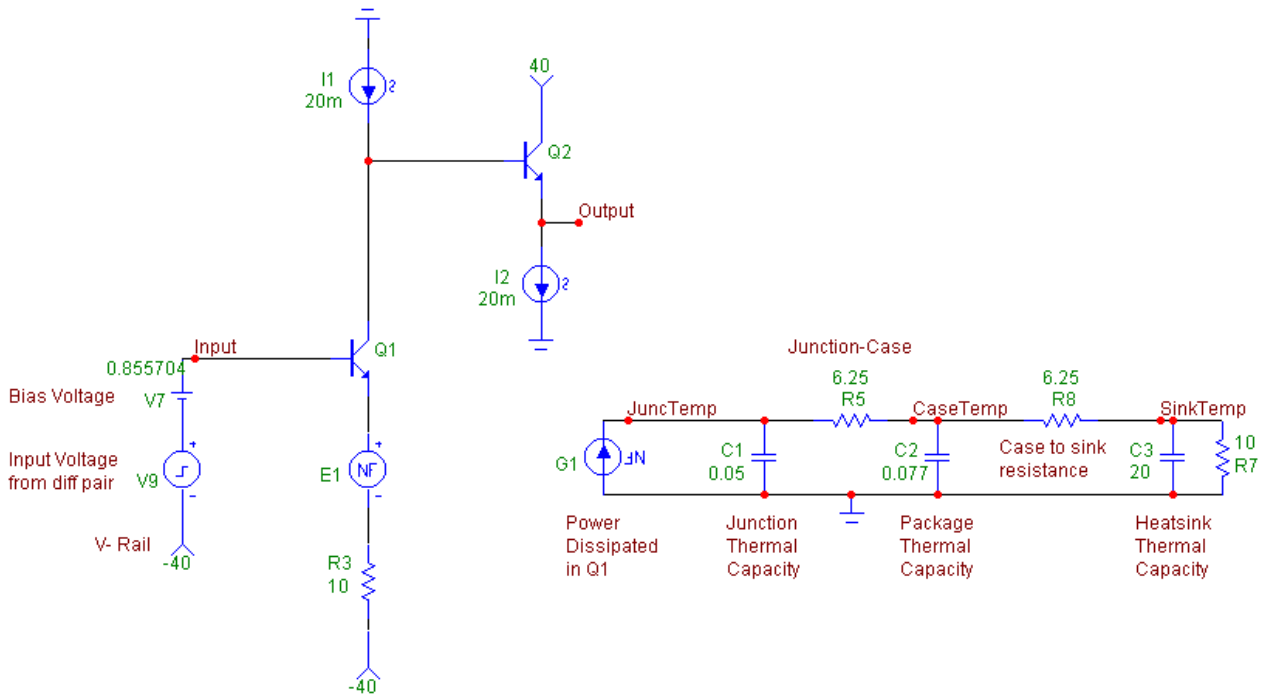 I1
20m
40
Q2
Output
I2
20m
Input
Q1
0.855704
Bias Voltage
V7
Input Voltage
from diff pair
V9
E1
NF
V- Rail
-40
R3
10
-40
Junction-Case
6.25
R5
6.25
R8
JuncTemp
CaseTemp
SinkTemp
G1
NF
C1
0.05
C2
0.077
Case to sink
resistance
C3
20
10
R7
Power
Dissipated
in Q1
Junction
Thermal
Capacity
Package
Thermal
Capacity
Heatsink
Thermal
Capacity